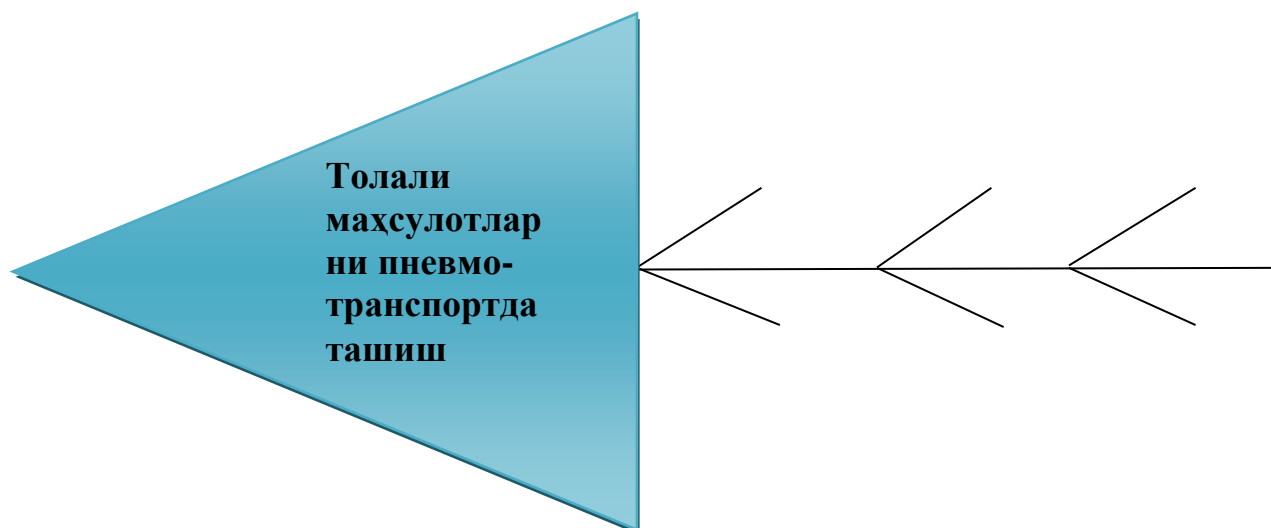 Толали
маҳсулотлар
ни пневмо-
транспортда
ташиш